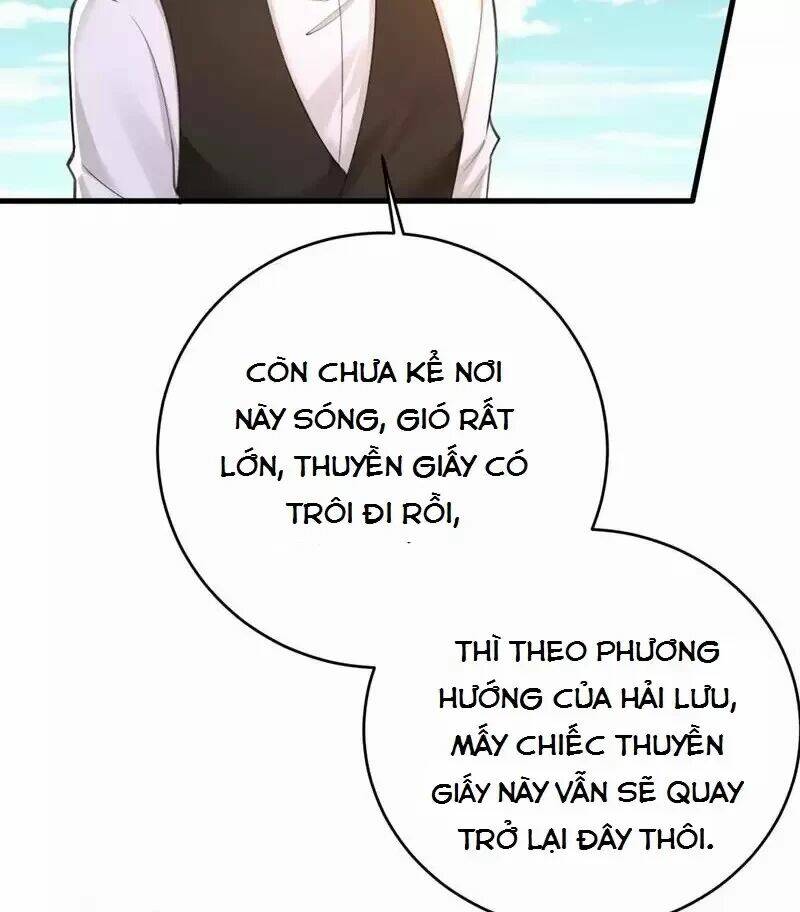 CÒN CHƯA KỂ NƠI
NÀY SÓNG, GIÓ RẤT
LỚN, THUYỀN GIẤY CÓ
TRÔI ĐI RỒI,
THÌ THEO PHƯƠNG
HƯỚNG CỦA HẢI LƯU,
MẤY CHIẾC THUYỀN
GIẤY NÀY VẪN SẼ QUAY
TRỞ LẠI ĐÂY THÔI.